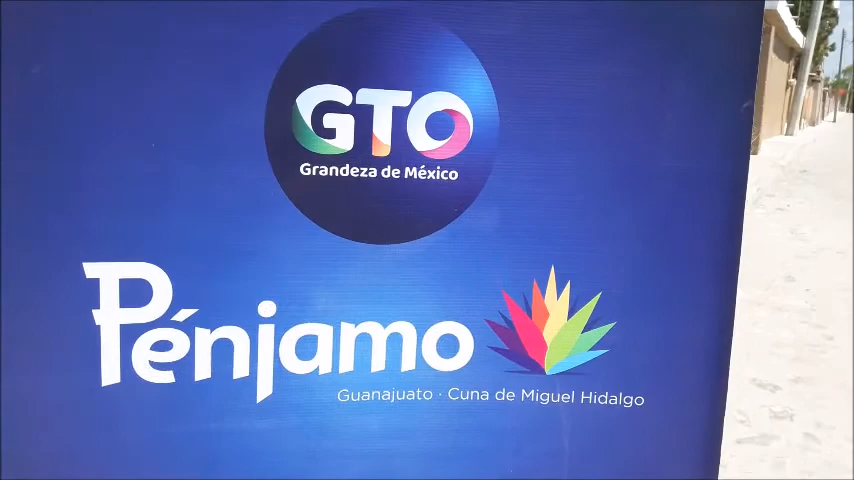 GTO
Grandeza de México
Pénjamo
Guanajuato · Cuna de Miguel Hidalgo